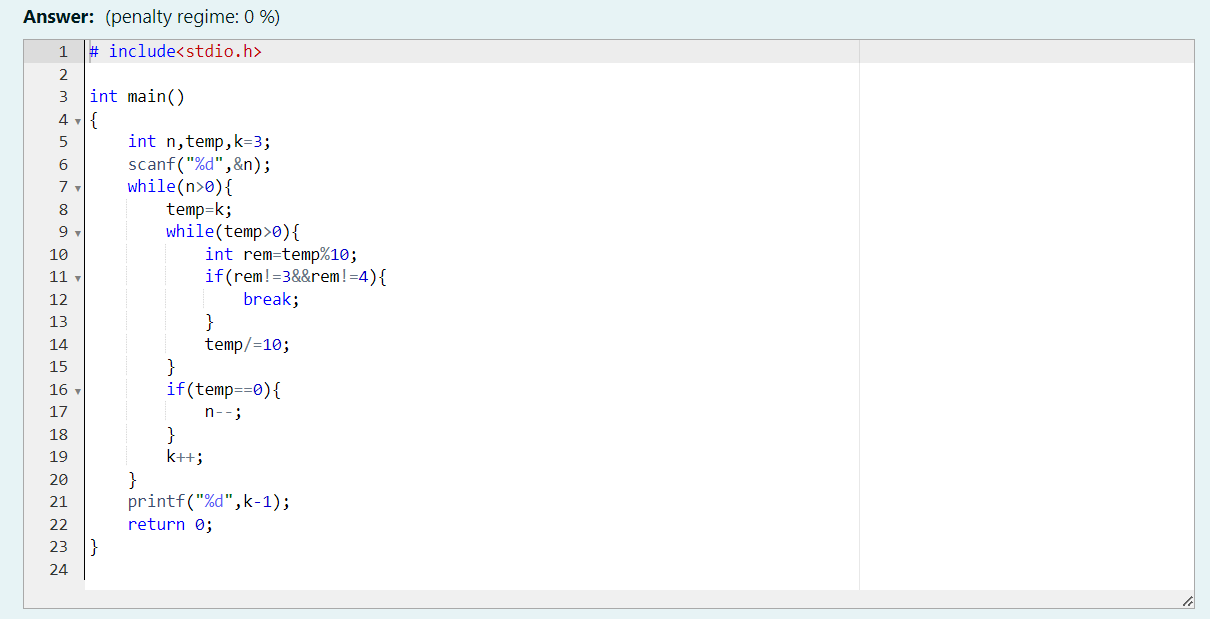 Answer: (penalty regime: 0 %)
1 # include<stdio.h>
2
3 int main()
4 {
5 int n,temp,k=3;
6 scanf("%d",&n);
7 while(n>0){
8 temp=k;
9 while(temp>0){
10 int rem=temp%10;
11 if(rem!=3&&rem!=4){
12 break;
13 }
14 temp/=10;
15 }
16 if(temp==0){
17 n--;
18 }
19 k++;
20 }
21 printf("%d",k-1);
22 return 0;
23 }
24